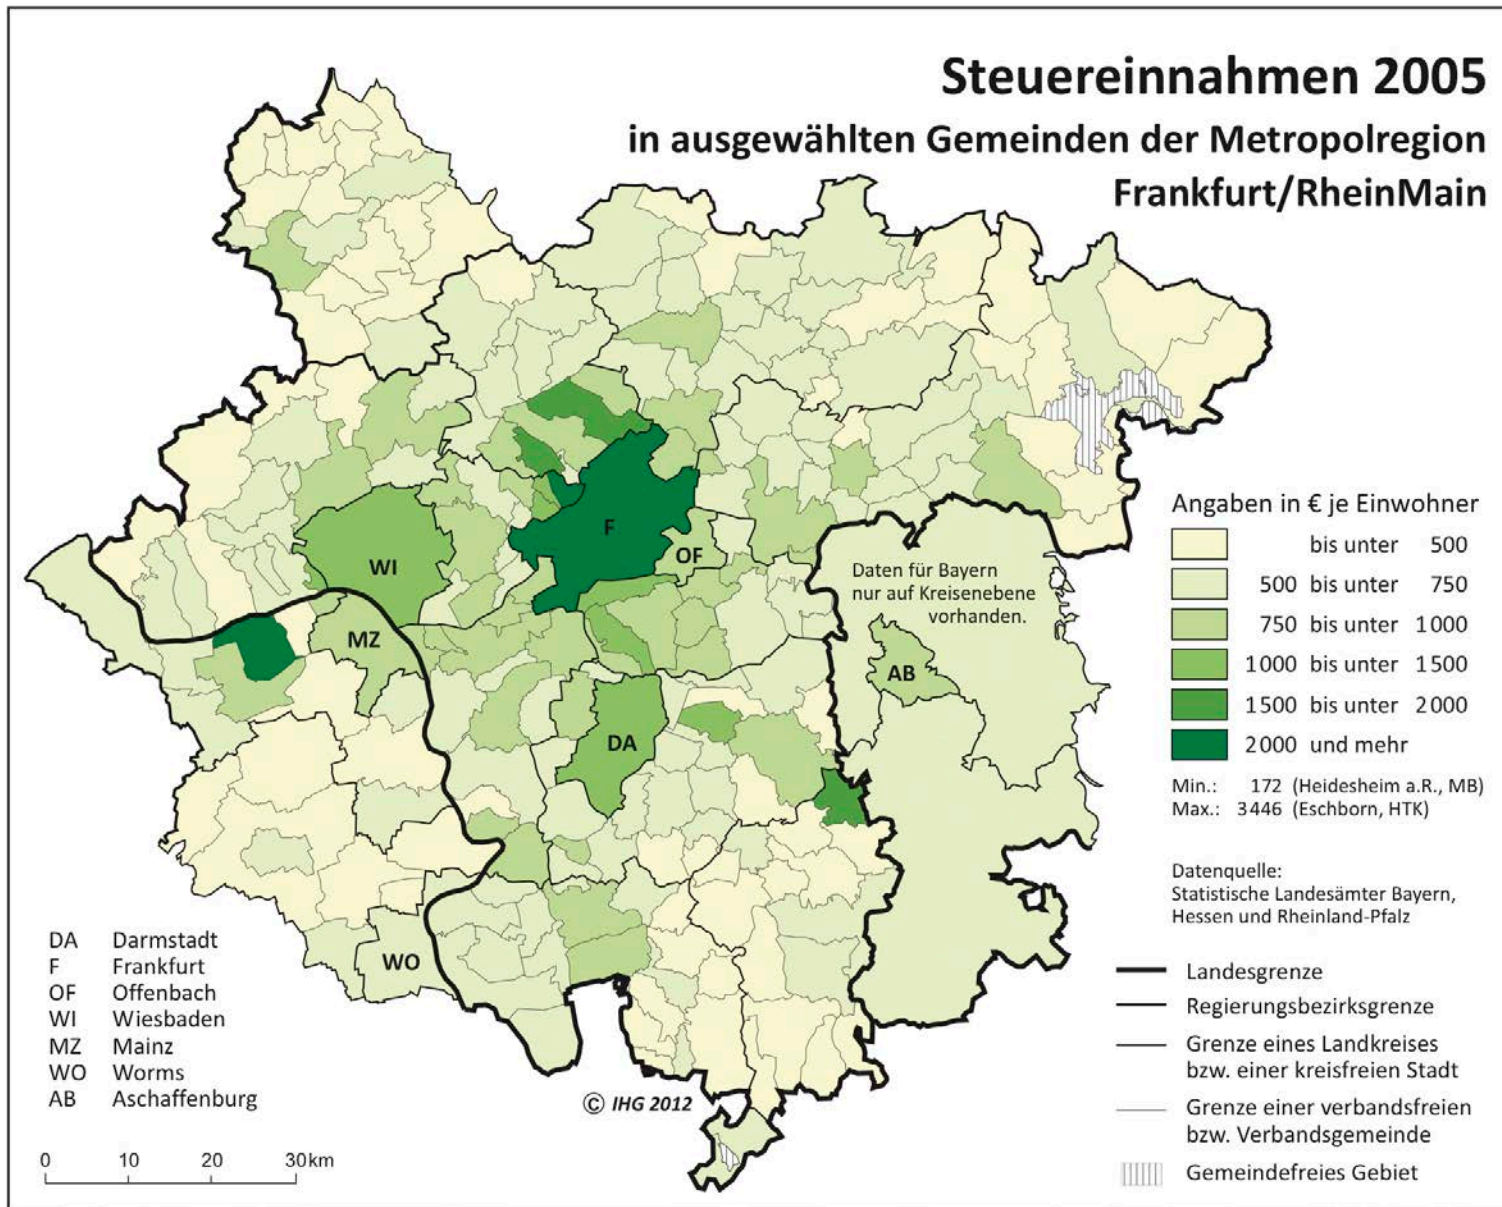 Steuereinnahmen 2005
in ausgewählten Gemeinden der Metropolregion
Frankfurt/RheinMain
Angaben in € je Einwohner
bis unter 500
500 bis unter 750
750 bis unter 1000
1000 bis unter 1500
1500 bis unter 2000
2000 und mehr
Min.: 172 (Heidesheim a.R., MB)
Max.: 3446 (Eschborn, HTK)
Datenquelle:
Statistische Landesämter Bayern,
Hessen und Rheinland-Pfalz
Landesgrenze
Regierungsbezirksgrenze
Grenze eines Landkreises
bzw. einer kreisfreien Stadt
Grenze einer verbandsfreien
bzw. Verbandsgemeinde
Gemeindefreies Gebiet
F
OF
WI
MZ
DA
WO
AB
Daten für Bayern
nur auf Kreisenebene
vorhanden.
DA Darmstadt
F Frankfurt
OF Offenbach
WI Wiesbaden
MZ Mainz
WO Worms
AB Aschaffenburg
© IHG 2012
0 10 20 30km